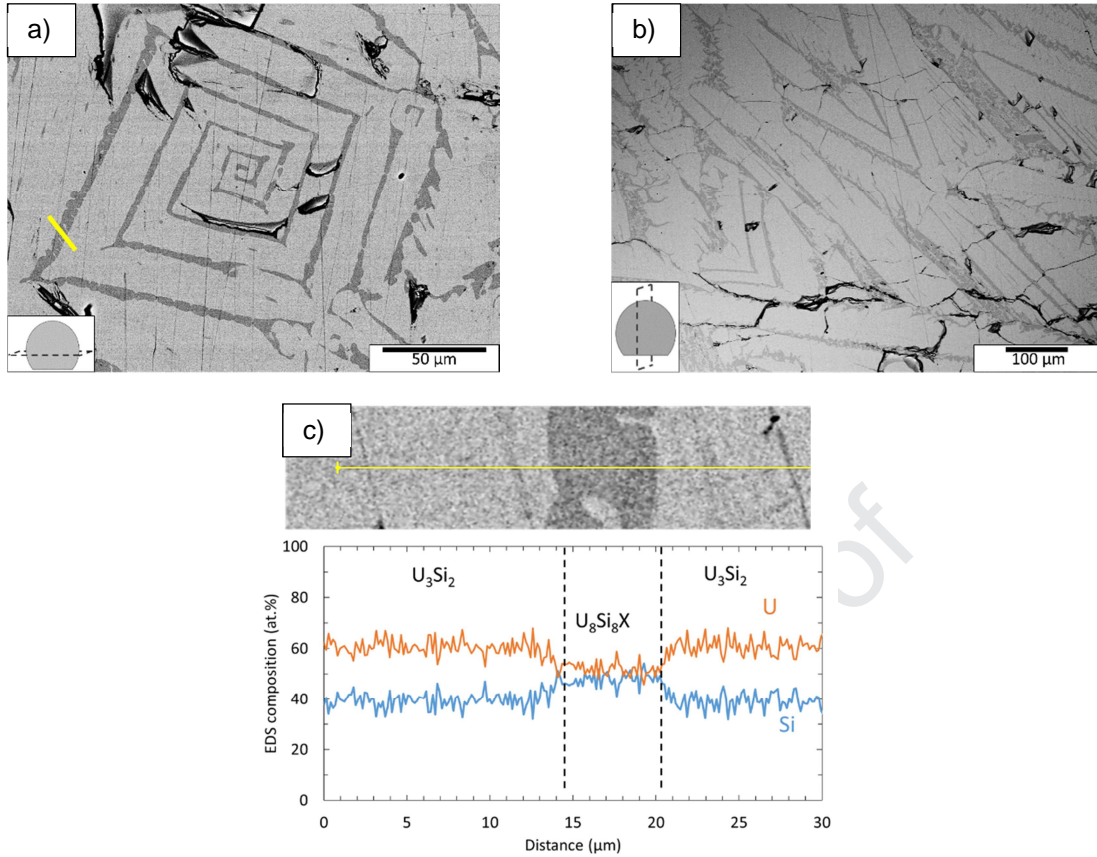 a)
50 μm
b)
100 μm
c)
U₃Si₂
U₈Si₈X
U₃Si₂
U
Si
100
80
60
40
20
0
EDS composition (at.%)
0
5
10
15
20
25
30
Distance (μm)
of